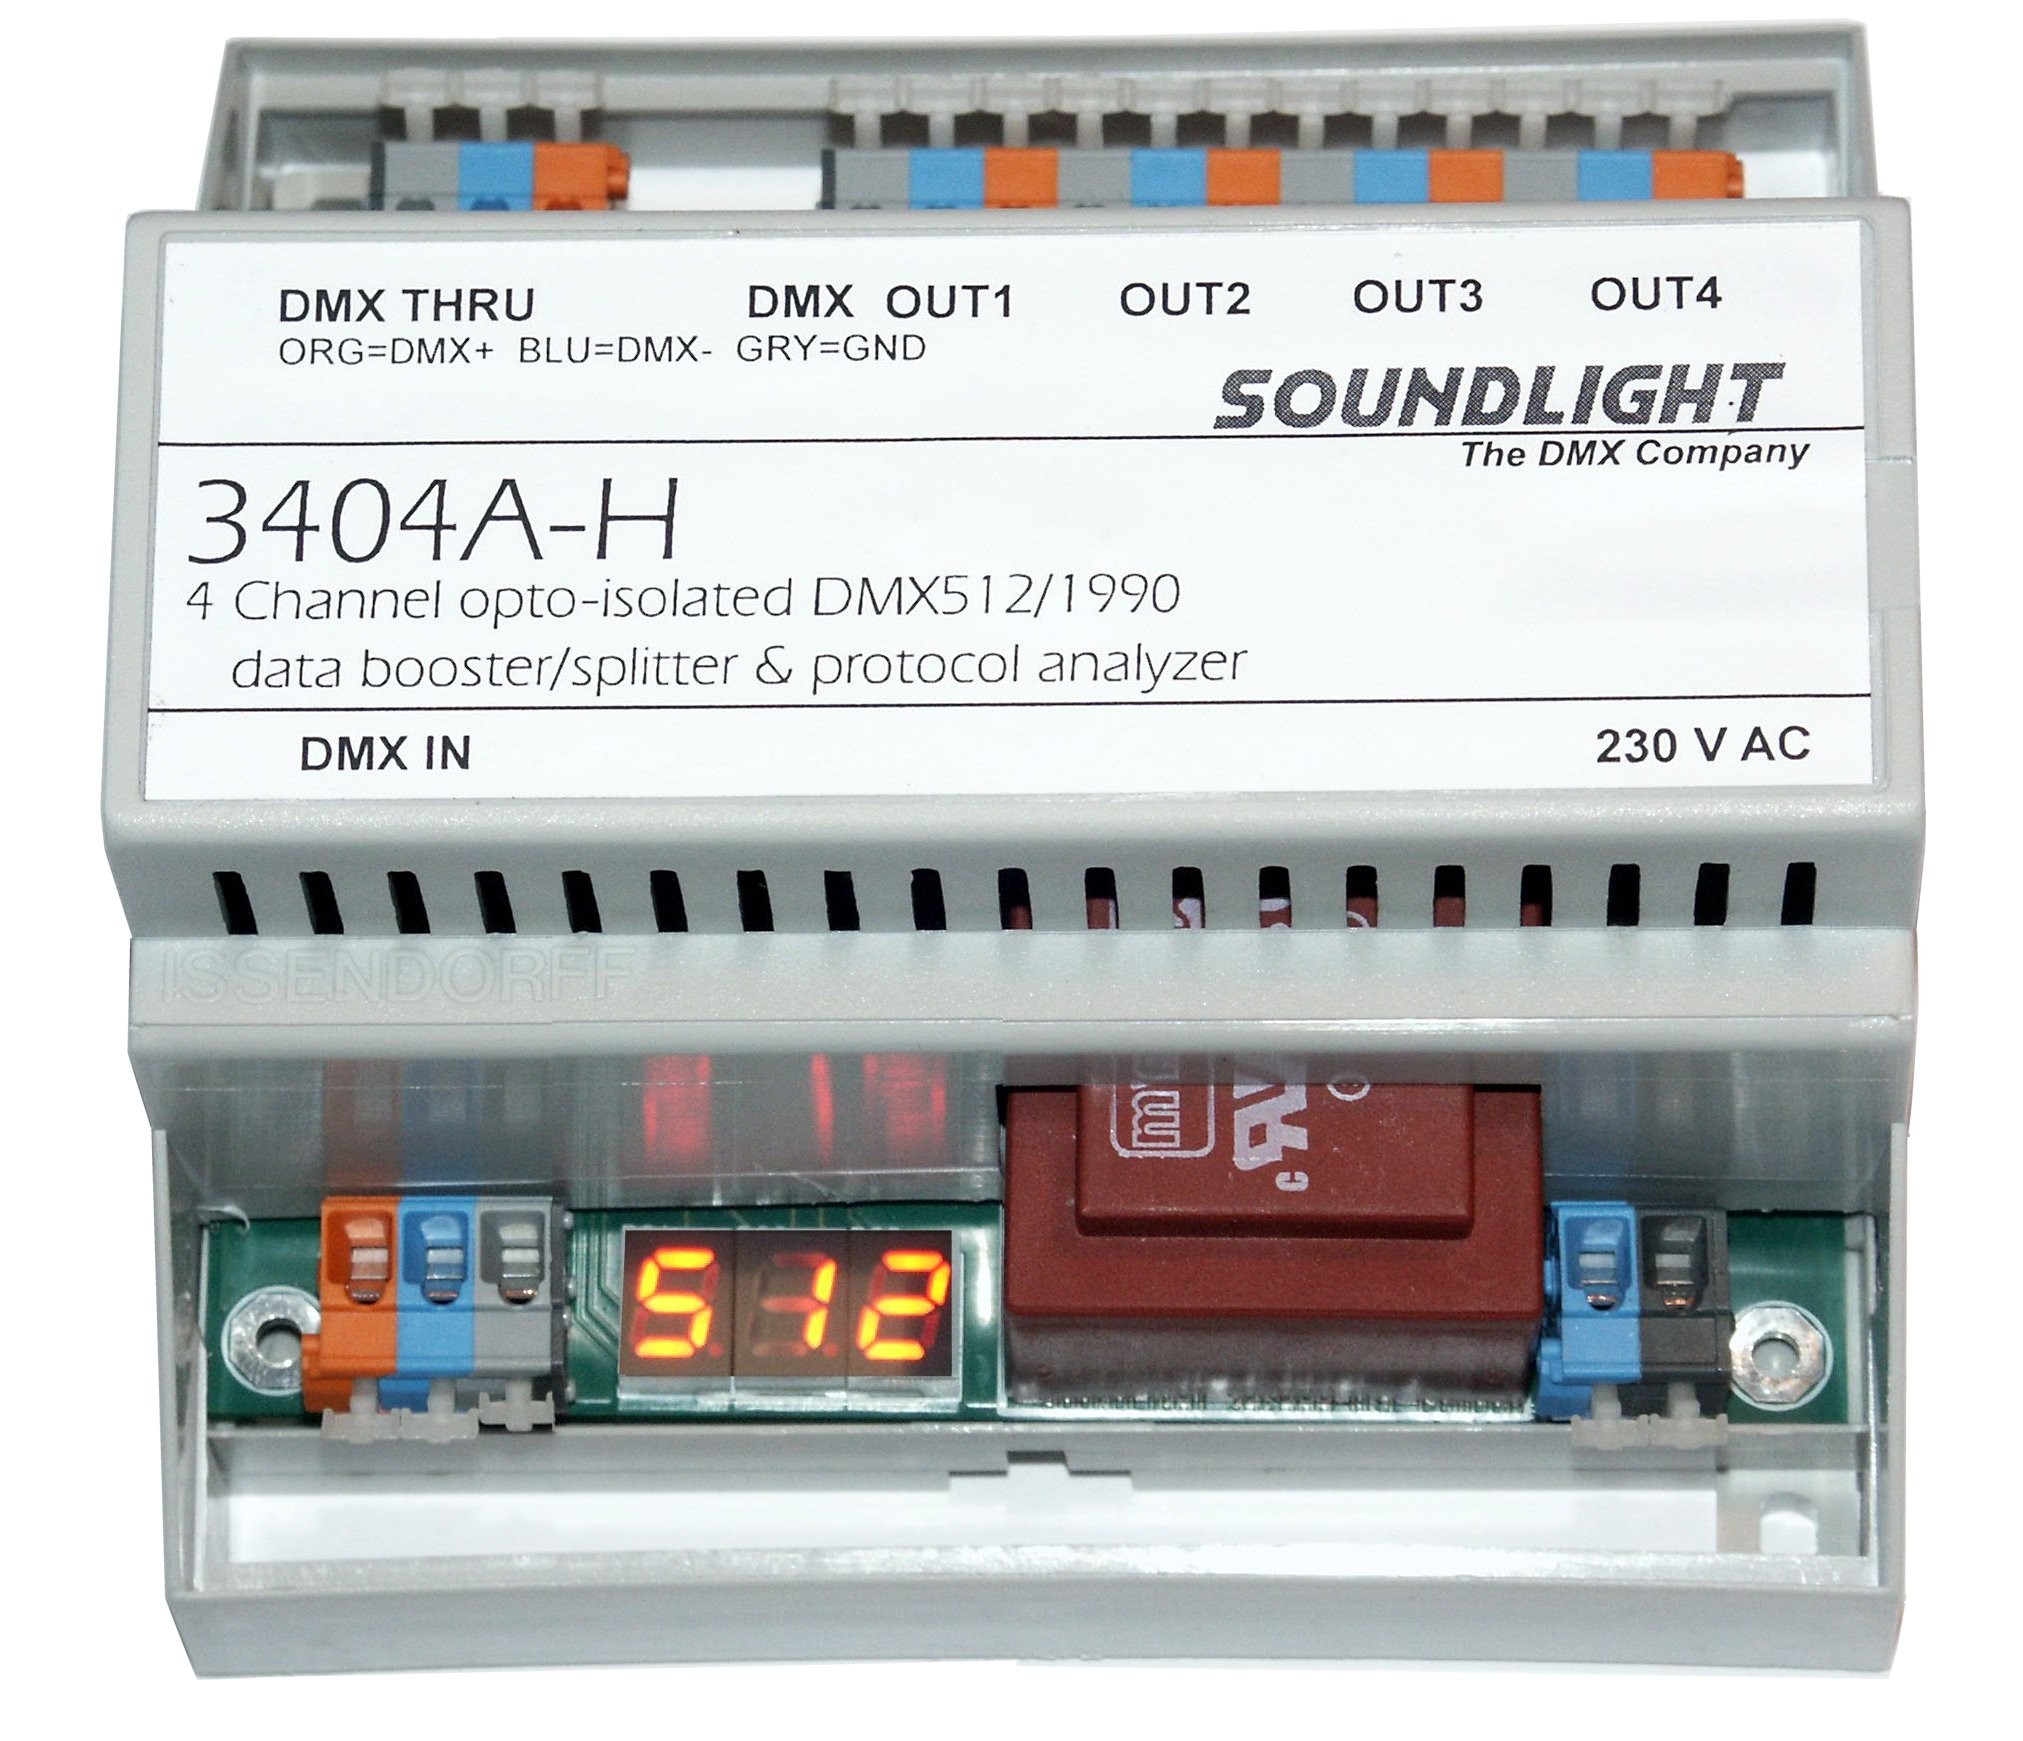 DMX THRU DMX OUT1 OUT2 OUT3 OUT4
ORG=DMX+ BLU=DMX- GRY=GND
SOUNDLIGHT
The DMX Company
3404A-H
4 Channel opto-isolated DMX512/1990
data booster/splitter & protocol analyzer
DMX IN 230 V AC
ISSENDORFF
512